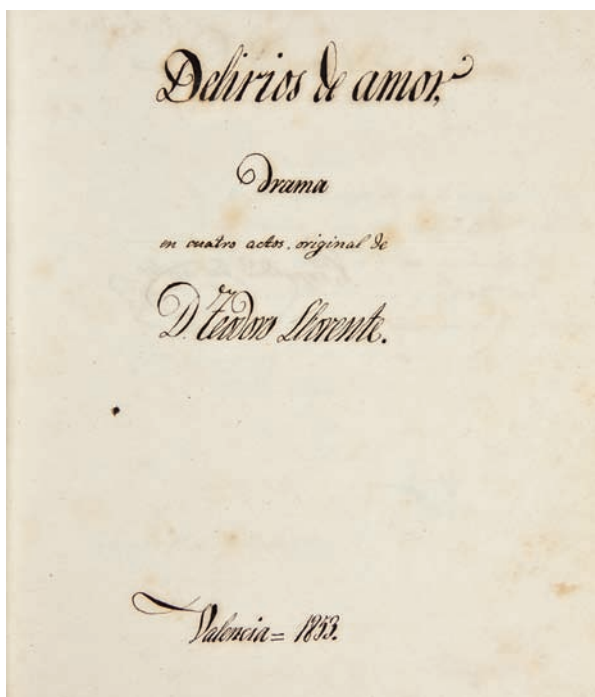 Delirios de amor,
Drama
en cuatro actos, original de
D. Teodoro Llorente.
Valencia = 1853.